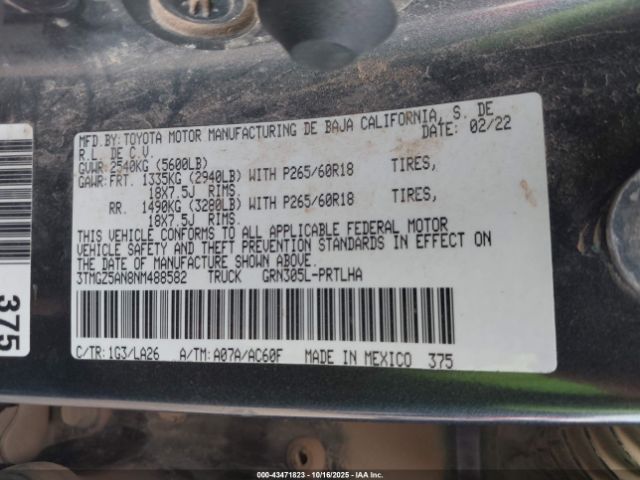 MFD.BY:TOYOTA MOTOR MANUFACTURING DE BAJA CALIFORNIA, S. DE
R.L. DE C.V. DATE: 02/22
GVWR 2540KG (5600LB)
GAWR:FRT. 1335KG (2940LB) WITH P265/60R18 TIRES,
18X7.5J RIMS.
RR. 1490KG (3280LB) WITH P265/60R18 TIRES,
18X7.5J RIMS.
THIS VEHICLE CONFORMS TO ALL APPLICABLE FEDERAL MOTOR
VEHICLE SAFETY AND THEFT PREVENTION STANDARDS IN EFFECT ON
THE DATE OF MANUFACTURE SHOWN ABOVE.
3TMGZ5AN8NM488582 TRUCK GRN305L-PRTLHA
C/TR: 1G3/LA26 A/TM: A07A/AC60F MADE IN MEXICO 375
375
000-43471823 | 10/16/2025 | IAA Inc.